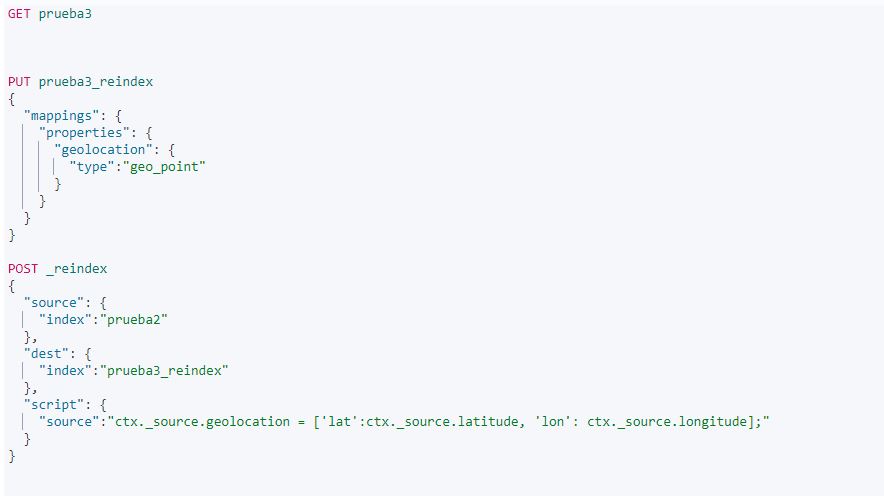 GET prueba3
PUT prueba3_reindex
{
  "mappings": {
    "properties": {
      "geolocation": {
        "type":"geo_point"
      }
    }
  }
}
POST _reindex
{
  "source": {
    "index":"prueba2"
  },
  "dest": {
    "index":"prueba3_reindex"
  },
  "script": {
    "source":"ctx._source.geolocation = ['lat':ctx._source.latitude, 'lon': ctx._source.longitude];"
  }
}